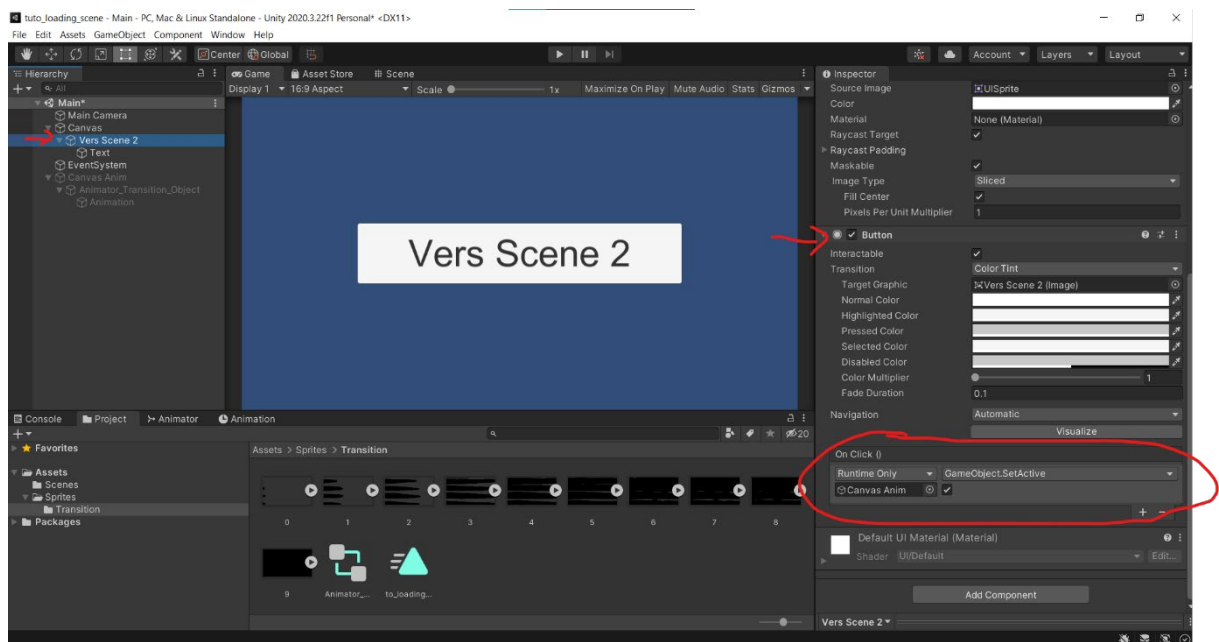 tuto_loading_scene - Main - PC, Mac & Linux Standalone - Unity 2020.3.22f1 Personal* <DX11>
File Edit Assets GameObject Component Window Help
Center Global
Account Layers Layout
Hierarchy
All
Main*
Main Camera
Canvas
Vers Scene 2
Text
EventSystem
Canvas Anim
Animator_Transition_Object
Animation
Game Asset Store Scene
Display 1 16:9 Aspect Scale 1x Maximize On Play Mute Audio Stats Gizmos
Vers Scene 2
Inspector
Source Image UISprite
Color
Material None (Material)
Raycast Target
Raycast Padding
Maskable
Image Type Sliced
Fill Center
Pixels Per Unit Multiplier 1
Button
Interactable
Transition Color Tint
Target Graphic Vers Scene 2 (Image)
Normal Color
Highlighted Color
Pressed Color
Selected Color
Disabled Color
Color Multiplier 1
Fade Duration 0.1
Navigation Automatic
Visualize
On Click ()
Runtime Only GameObject.SetActive
Canvas Anim
+ -
Default UI Material (Material)
Shader UI/Default Edit...
Add Component
Vers Scene 2
Console Project Animator Animation
20
Favorites
Assets
Scenes
Sprites
Transition
Packages
Assets > Sprites > Transition
0 1 2 3 4 5 6 7 8
9 Animator_... to_loading...